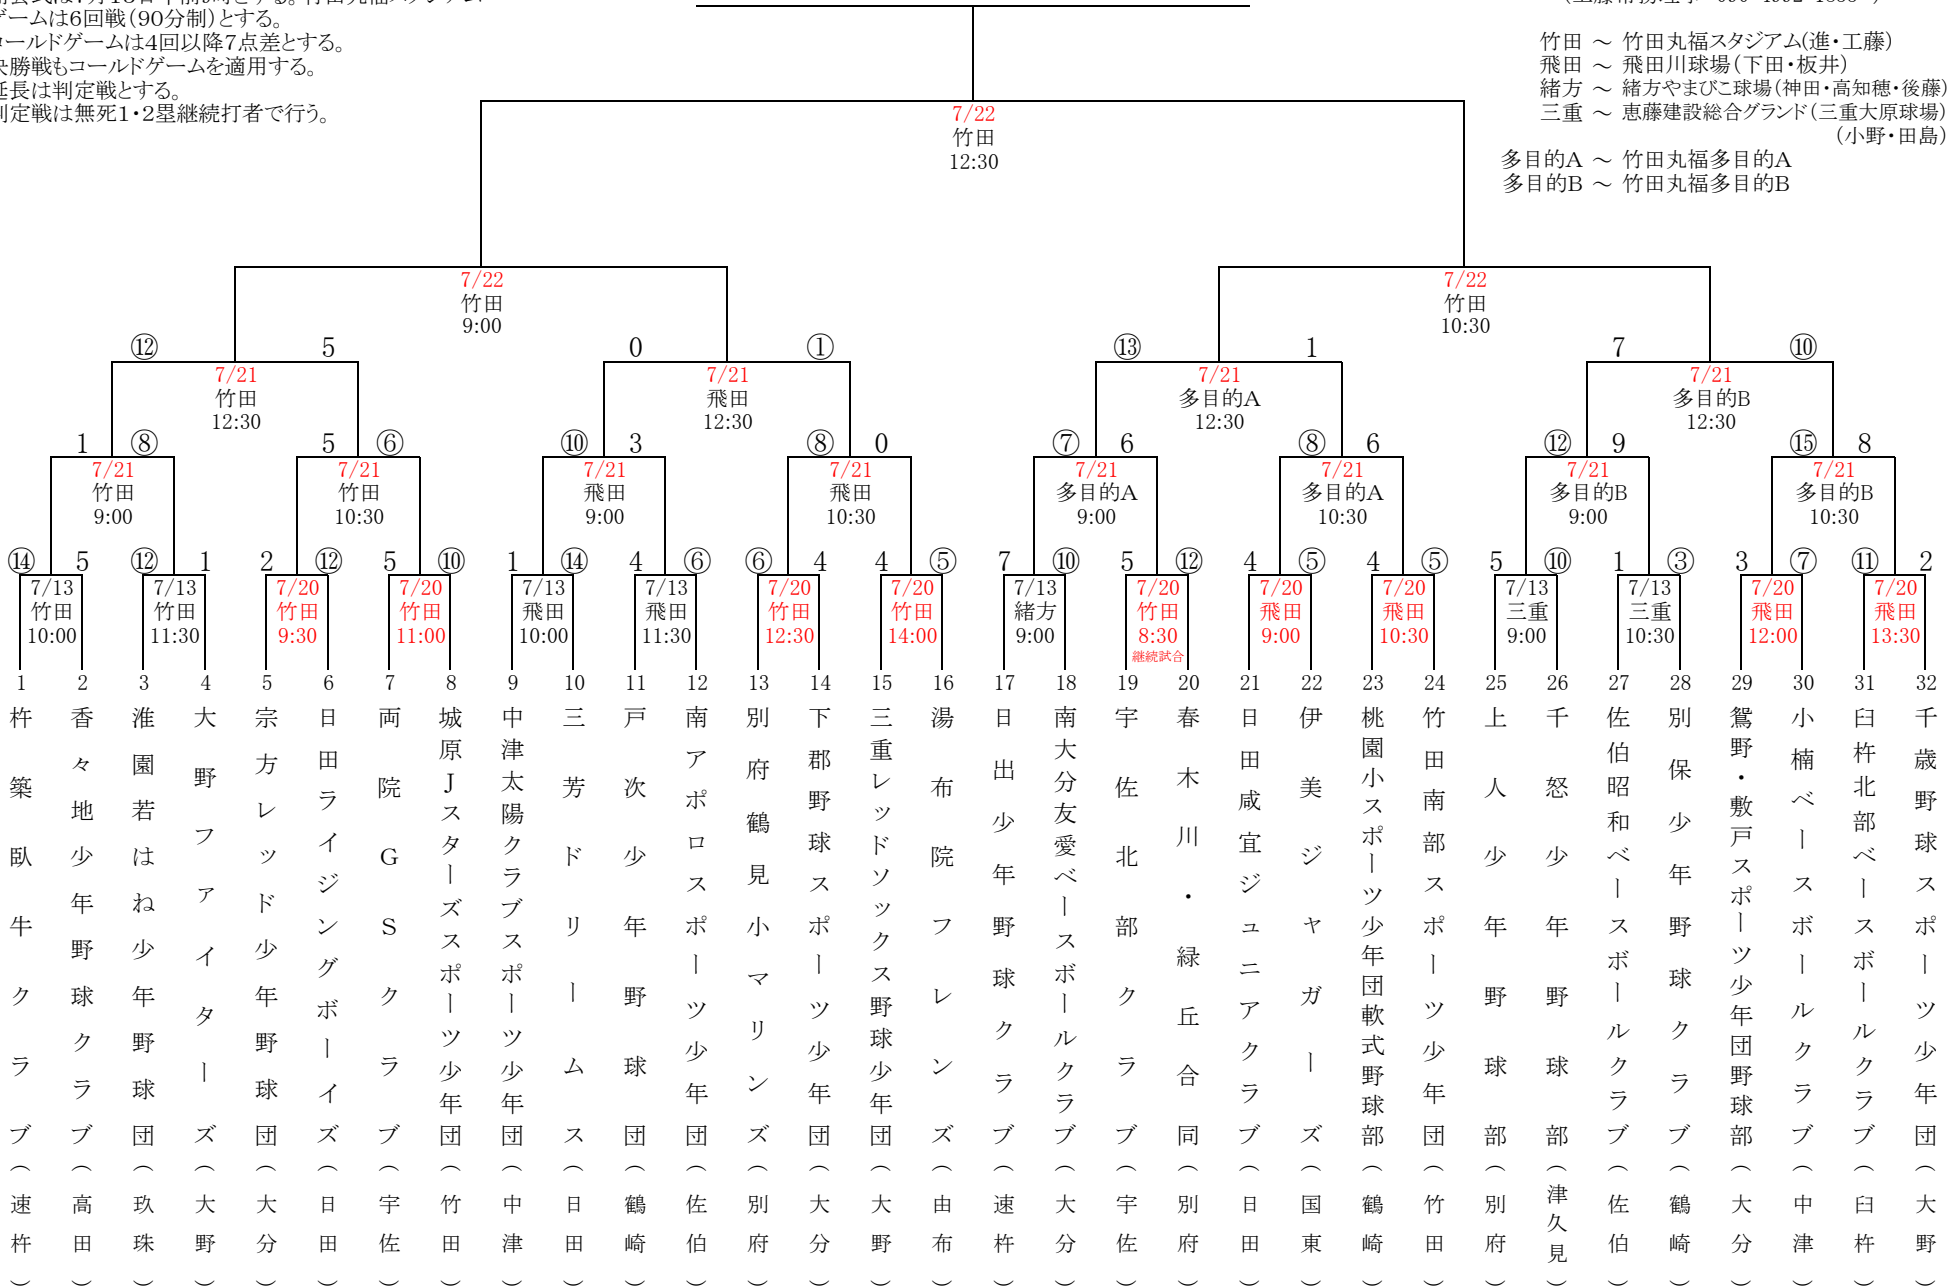 ゲームは6回戦(90分制)とする。
コールドゲームは4回以降7点差とする。
決勝戦もコールドゲームを適用する。
延長は判定戦とする。
判定戦は無死1・2塁継続打者で行う。
竹田 ～ 竹田丸福スタジアム(進・工藤)
飛田 ～ 飛田川球場(下田・板井)
緒方 ～ 緒方やまびこ球場(神田・高知穂・後藤)
三重 ～ 恵藤建設総合グランド(三重大原球場)
(小野・田島)
多目的A ～ 竹田丸福多目的A
多目的B ～ 竹田丸福多目的B
7/22
竹田
12:30
7/22
竹田
9:00
7/22
竹田
10:30
⑫ 5 0 ① ⑬ 1 7 ⑩
7/21 7/21 7/21 7/21
竹田 飛田 多目的A 多目的B
12:30 12:30 12:30 12:30
1 ⑧ 5 ⑥ ⑩ 3 ⑧ 0 ⑦ 6 ⑧ 6 ⑫ 9 ⑮ 8
7/21 7/21 7/21 7/21 7/21 7/21 7/21 7/21
竹田 竹田 飛田 飛田 多目的A 多目的A 多目的B 多目的B
9:00 10:30 9:00 10:30 9:00 10:30 9:00 10:30
⑭ 5 ⑫ 1 2 ⑫ 5 ⑩ 1 ⑭ 4 ⑥ ⑥ 4 4 ⑤ 7 ⑩ 5 ⑫ 4 ⑤ 4 ⑤ 5 ⑩ 1 ③ 3 ⑦ ⑪ 2
7/13 7/13 7/20 7/20 7/13 7/13 7/20 7/20 7/13 7/20 7/20 7/20 7/13 7/13 7/20 7/20
竹田 竹田 竹田 竹田 飛田 飛田 竹田 竹田 緒方 竹田 飛田 飛田 三重 三重 飛田 飛田
10:00 11:30 9:30 11:00 10:00 11:30 12:30 14:00 9:00 8:30 9:00 10:30 9:00 10:30 12:00 13:30
継続試合
1 杵築臥牛クラブ(速杵)
2 香々地少年野球クラブ(高田)
3 淮園若はね少年野球団(玖珠)
4 大野ファイターズ(大野)
5 宗方レッド少年野球団(大分)
6 日田ライジングボーイズ(日田)
7 両院GSクラブ(宇佐)
8 城原Jスターズスポーツ少年団(竹田)
9 中津太陽クラブスポーツ少年団(中津)
10 三芳ドリームス(日田)
11 戸次少年野球団(鶴崎)
12 南アポロスポーツ少年団(佐伯)
13 別府鶴見小マリンズ(別府)
14 下郡野球スポーツ少年団(大分)
15 三重レッドソックス野球少年団(大野)
16 湯布院フレンズ(由布)
17 日出少年野球クラブ(速杵)
18 南大分友愛ベースボールクラブ(大分)
19 宇佐北部クラブ(宇佐)
20 春木川・緑丘合同(別府)
21 日田咸宜ジュニアクラブ(日田)
22 伊美ジャガーズ(国東)
23 桃園小スポーツ少年団軟式野球部(鶴崎)
24 竹田南部スポーツ少年団(竹田)
25 上人少年野球部(別府)
26 千怒少年野球部(津久見)
27 佐伯昭和ベースボールクラブ(佐伯)
28 別保少年野球クラブ(鶴崎)
29 鴛野・敷戸スポーツ少年団野球部(大分)
30 小楠ベースボールクラブ(中津)
31 臼杵北部ベースボールクラブ(臼杵)
32 千歳野球スポーツ少年団(大野)